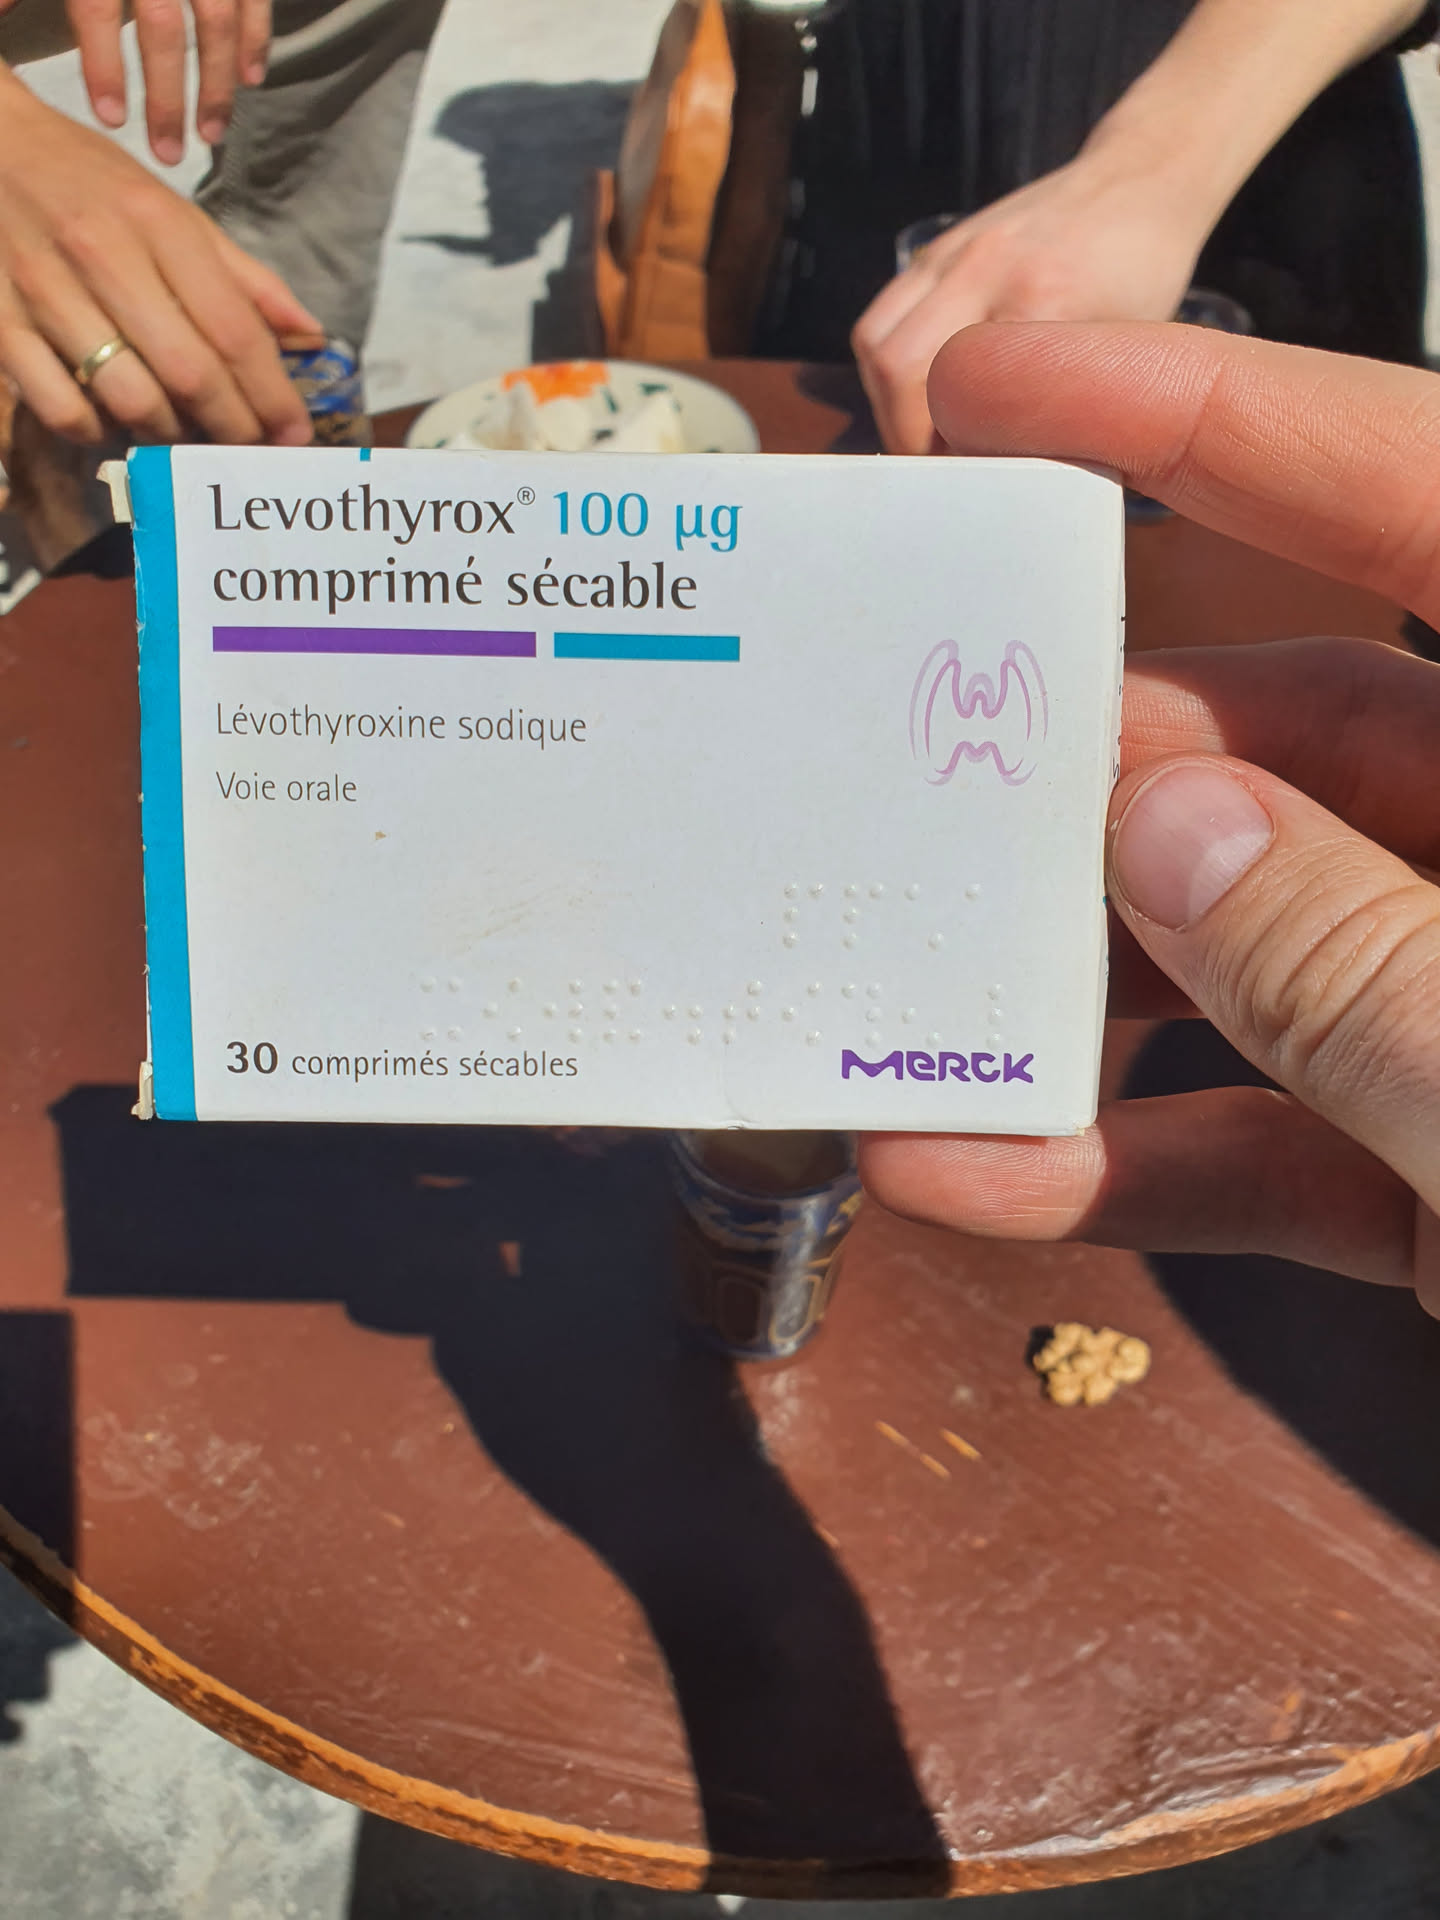 Levothyrox® 100 µg
comprimé sécable
Lévothyroxine sodique
Voie orale
30 comprimés sécables
MERCK